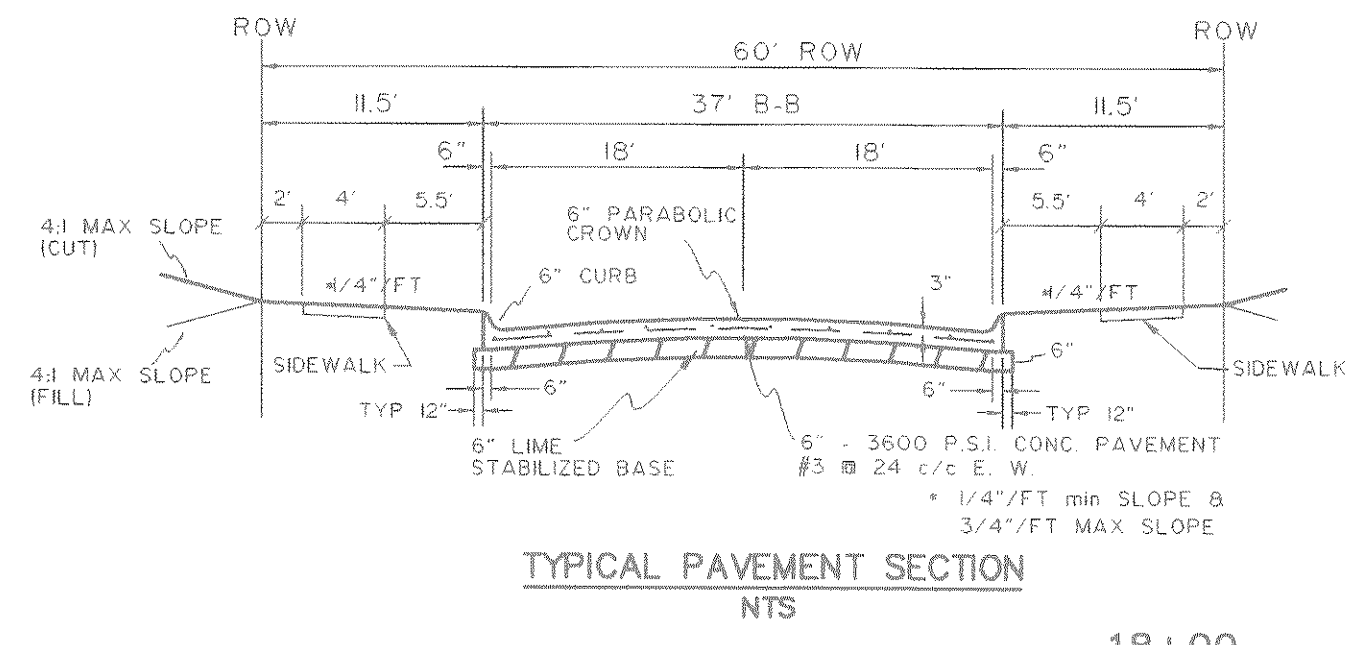 ROW
ROW
60' ROW
11.5'
37' B-B
11.5'
6"
18'
18'
6"
2'
4'
5.5'
5.5'
4'
2'
4:1 MAX SLOPE
(CUT)
6" PARABOLIC
CROWN
*1/4"/FT
6" CURB
3"
*1/4"/FT
4:1 MAX SLOPE
(FILL)
SIDEWALK
6"
SIDEWALK
6"
6"
TYP 12"
TYP 12"
6" LIME
STABILIZED BASE
6" - 3600 P.S.I. CONC. PAVEMENT
#3 @ 24 c/c E. W.
* 1/4"/FT min SLOPE &
3/4"/FT MAX SLOPE
TYPICAL PAVEMENT SECTION
NTS